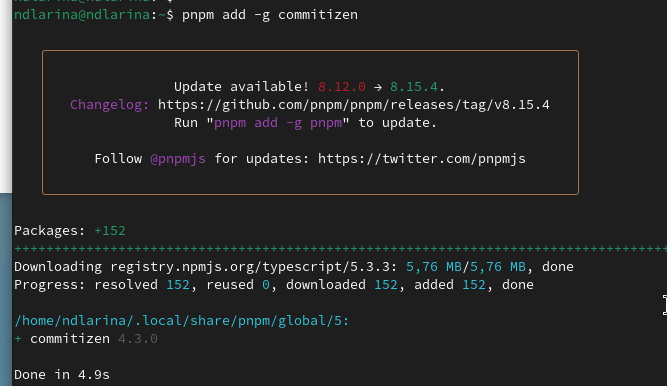 ndlarina@ndlarina:~$
ndlarina@ndlarina:~$ pnpm add -g commitizen
Update available! 8.12.0 → 8.15.4.
Changelog: https://github.com/pnpm/pnpm/releases/tag/v8.15.4
Run "pnpm add -g pnpm" to update.
Follow @pnpmjs for updates: https://twitter.com/pnpmjs
Packages: +152
++++++++++++++++++++++++++++++++++++++++++++++++++++++++++++++++++++++++++++++++++
Downloading registry.npmjs.org/typescript/5.3.3: 5,76 MB/5,76 MB, done
Progress: resolved 152, reused 0, downloaded 152, added 152, done
/home/ndlarina/.local/share/pnpm/global/5:
+ commitizen 4.3.0
Done in 4.9s